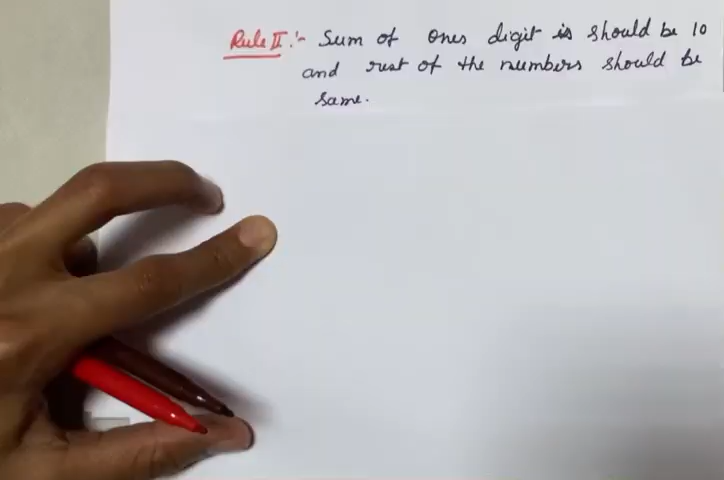 Rule II :- Sum of ones digit is should be 10
and rest of the numbers should be
same.